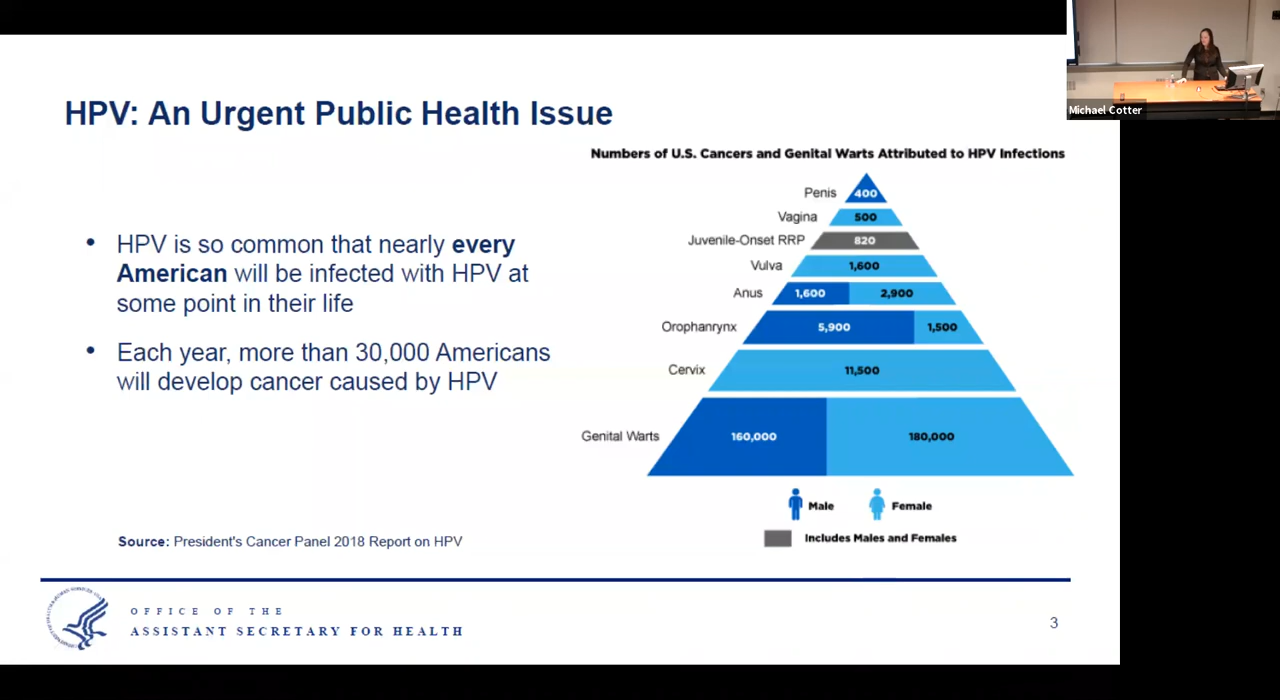 Michael Cotter
HPV: An Urgent Public Health Issue
• HPV is so common that nearly every
American will be infected with HPV at
some point in their life
• Each year, more than 30,000 Americans
will develop cancer caused by HPV
Numbers of U.S. Cancers and Genital Warts Attributed to HPV Infections
Penis 400
Vagina 500
Juvenile-Onset RRP 820
Vulva 1,600
Anus 1,600 2,900
Orophanrynx 5,900 1,500
Cervix 11,500
Genital Warts 160,000 180,000
Male Female
Includes Males and Females
Source: President's Cancer Panel 2018 Report on HPV
OFFICE OF THE
ASSISTANT SECRETARY FOR HEALTH
3